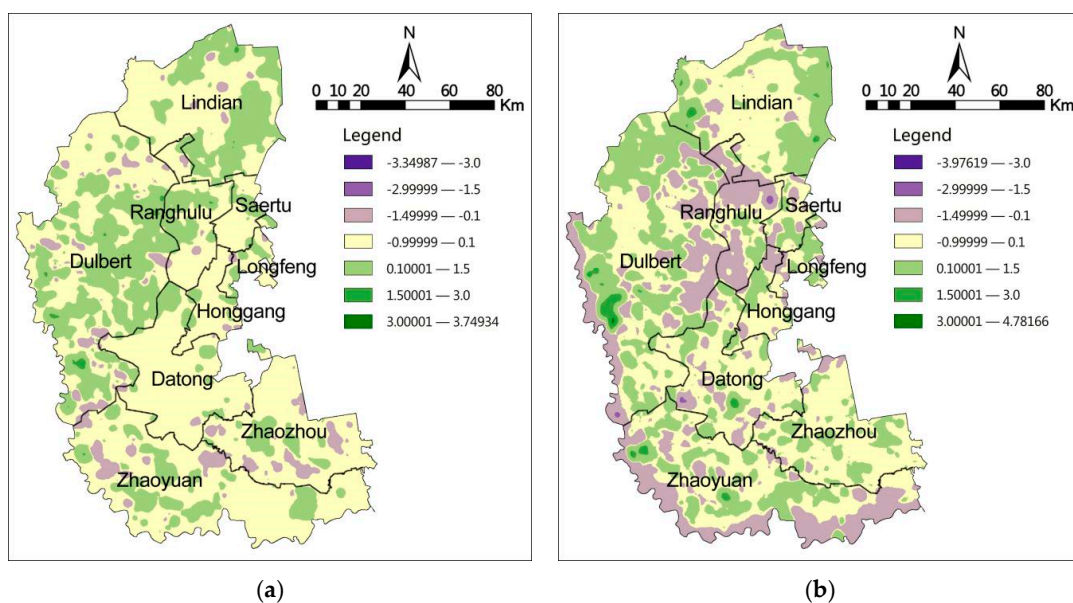 N
0 10 20 40 60 80
Km
Legend
-3.34987 — -3.0
-2.99999 — -1.5
-1.49999 — -0.1
-0.99999 — 0.1
0.10001 — 1.5
1.50001 — 3.0
3.00001 — 3.74934
Lindian
Ranghulu
Saertu
Dulbert
Longfeng
Honggang
Datong
Zhaozhou
Zhaoyuan
(a)
N
0 10 20 40 60 80
Km
Legend
-3.97619 — -3.0
-2.99999 — -1.5
-1.49999 — -0.1
-0.99999 — 0.1
0.10001 — 1.5
1.50001 — 3.0
3.00001 — 4.78166
Lindian
Ranghulu
Saertu
Dulbert
Longfeng
Honggang
Datong
Zhaozhou
Zhaoyuan
(b)